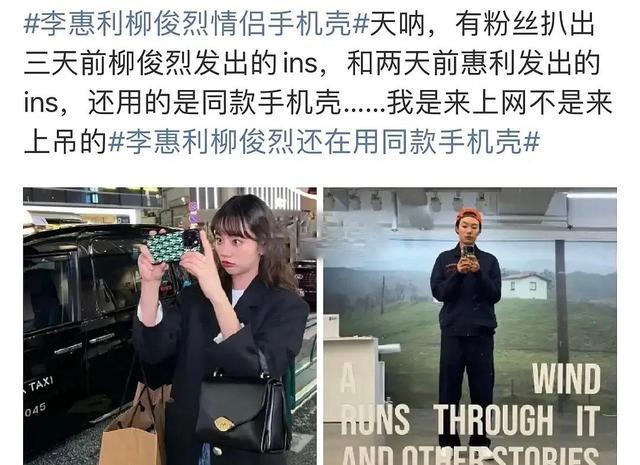 #李惠利柳俊烈情侣手机壳#天呐，有粉丝扒出
三天前柳俊烈发出的ins，和两天前惠利发出的
ins，还用的是同款手机壳......我是来上网不是来
上吊的#李惠利柳俊烈还在用同款手机壳#
TAXI
045
A WIND
RUNS THROUGH IT
AND OTHER STORIES